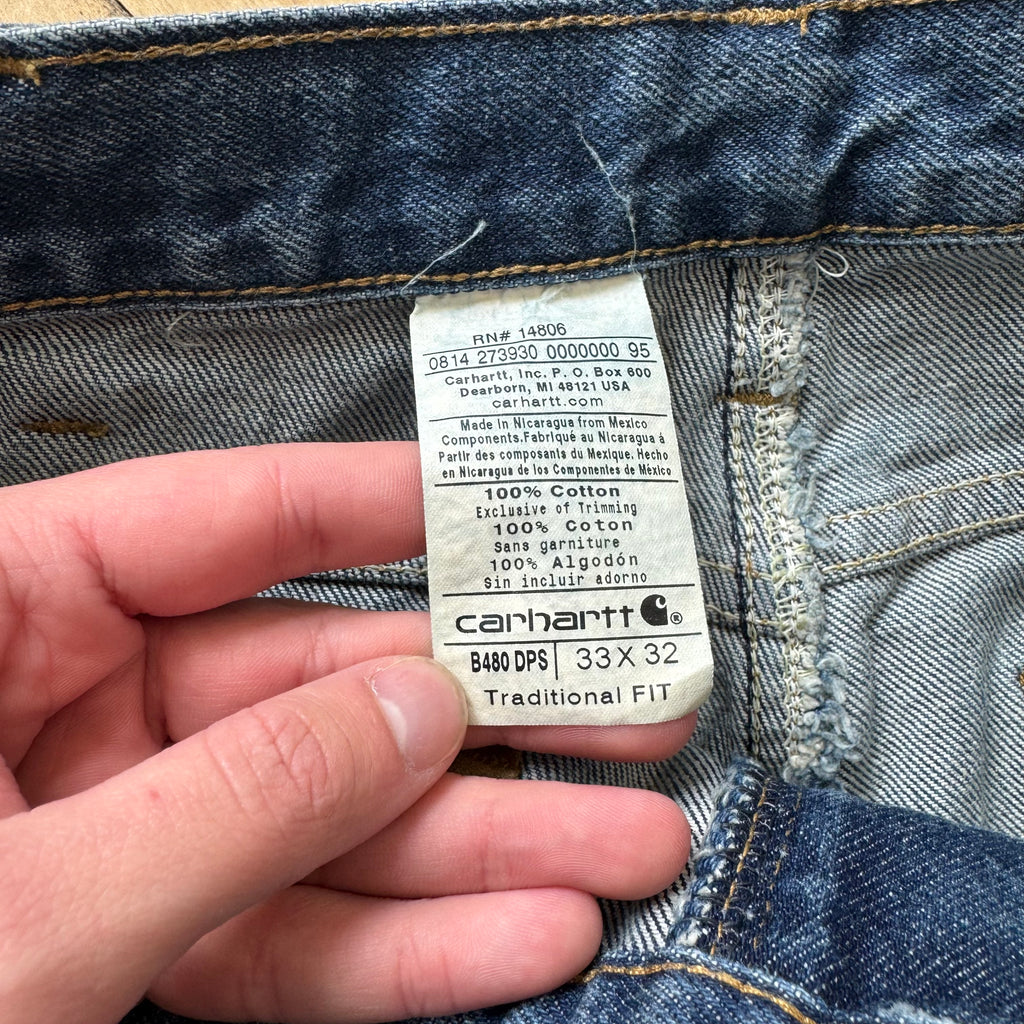 RN# 14806
0814 273930 0000000 95
Carhartt, Inc. P. O. Box 600
Dearborn, MI 48121 USA
carhartt.com
Made in Nicaragua from Mexico
Components.Fabriqué au Nicaragua á
Partir des composants du Mexique. Hecho
en Nicaragua de los Componentes de México
100% Cotton
Exclusive of Trimming
100% Coton
Sans garniture
100% Algodón
Sin incluir adorno
carhartt ®
B480 DPS | 33 X 32
Traditional FIT